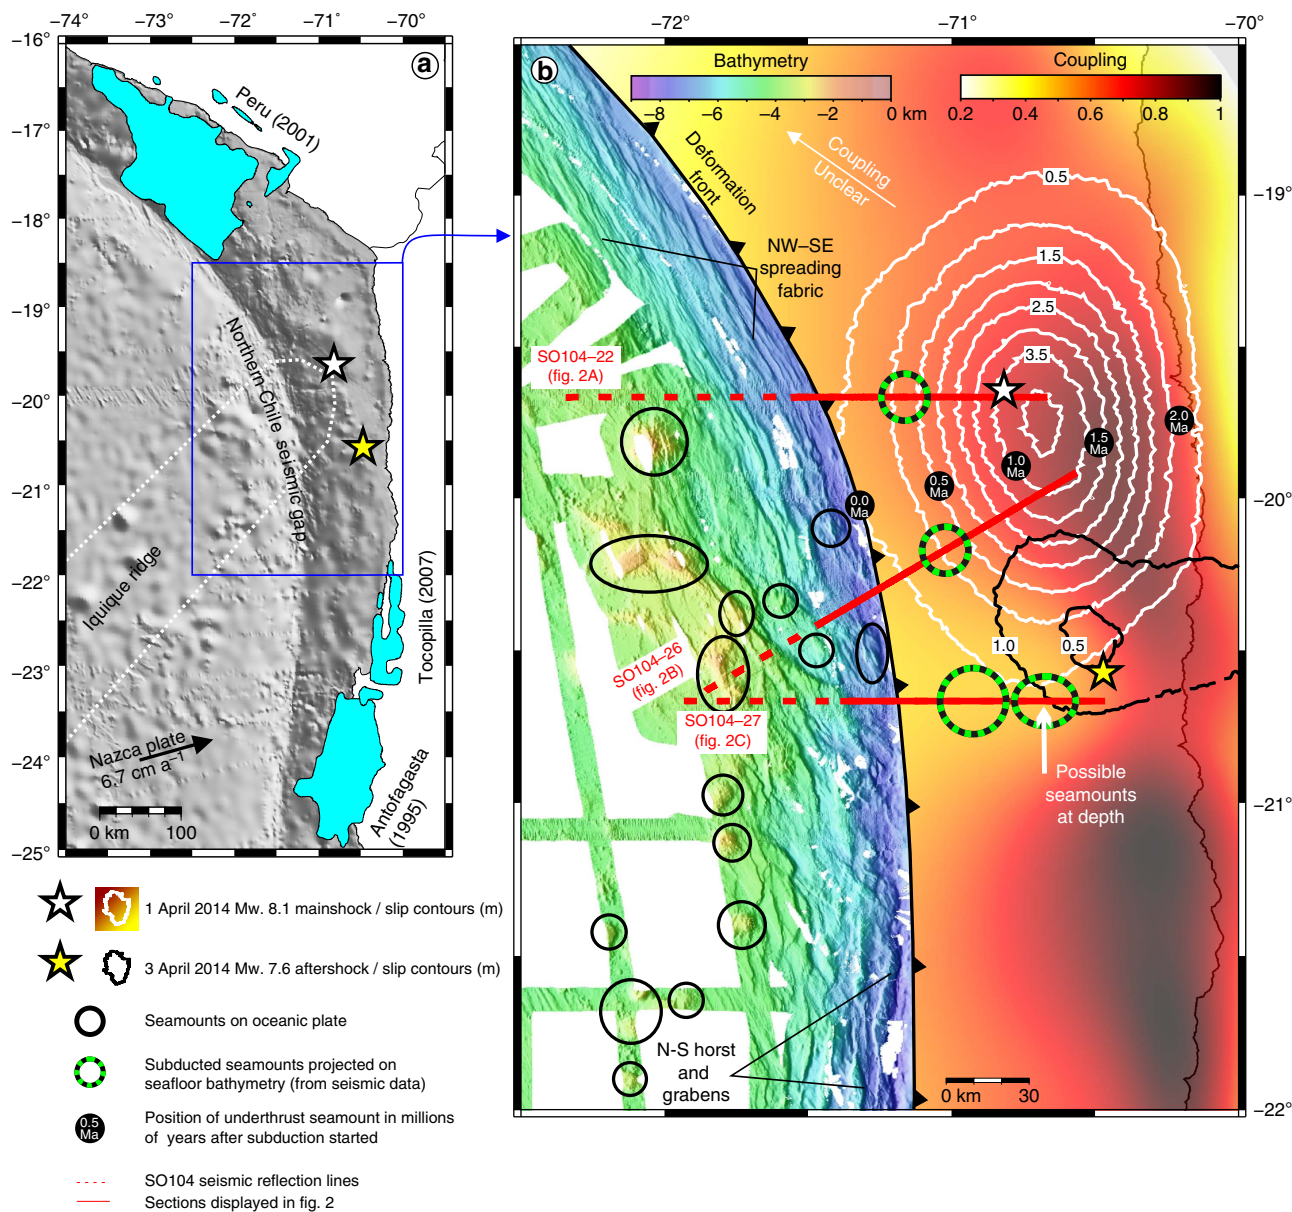 −74° −73° −72° −71° −70°
−16°
−17°
−18°
−19°
−20°
−21°
−22°
−23°
−24°
−25°
a
Peru (2001)
Northern Chile seismic gap
Iquique ridge
Tocopilla (2007)
Nazca plate
6.7 cm a⁻¹
Antofagasta
(1995)
0 km 100
−72° −71° −70°
b
Bathymetry
−8 −6 −4 −2 0 km
Coupling
0.2 0.4 0.6 0.8 1
Deformation
front
Coupling
Unclear
−19°
−20°
−21°
−22°
NW–SE
spreading
fabric
0.5
1.5
2.5
3.5
SO104–22
(fig. 2A)
0.0
Ma
0.5
Ma
1.0
Ma
1.5
Ma
2.0
Ma
SO104–26
(fig. 2B)
1.0
0.5
SO104–27
(fig. 2C)
Possible
seamounts
at depth
N-S horst
and
grabens
0 km 30
1 April 2014 Mw. 8.1 mainshock / slip contours (m)
3 April 2014 Mw. 7.6 aftershock / slip contours (m)
Seamounts on oceanic plate
Subducted seamounts projected on
seafloor bathymetry (from seismic data)
0.5
Ma
Position of underthrust seamount in millions
of years after subduction started
SO104 seismic reflection lines
Sections displayed in fig. 2